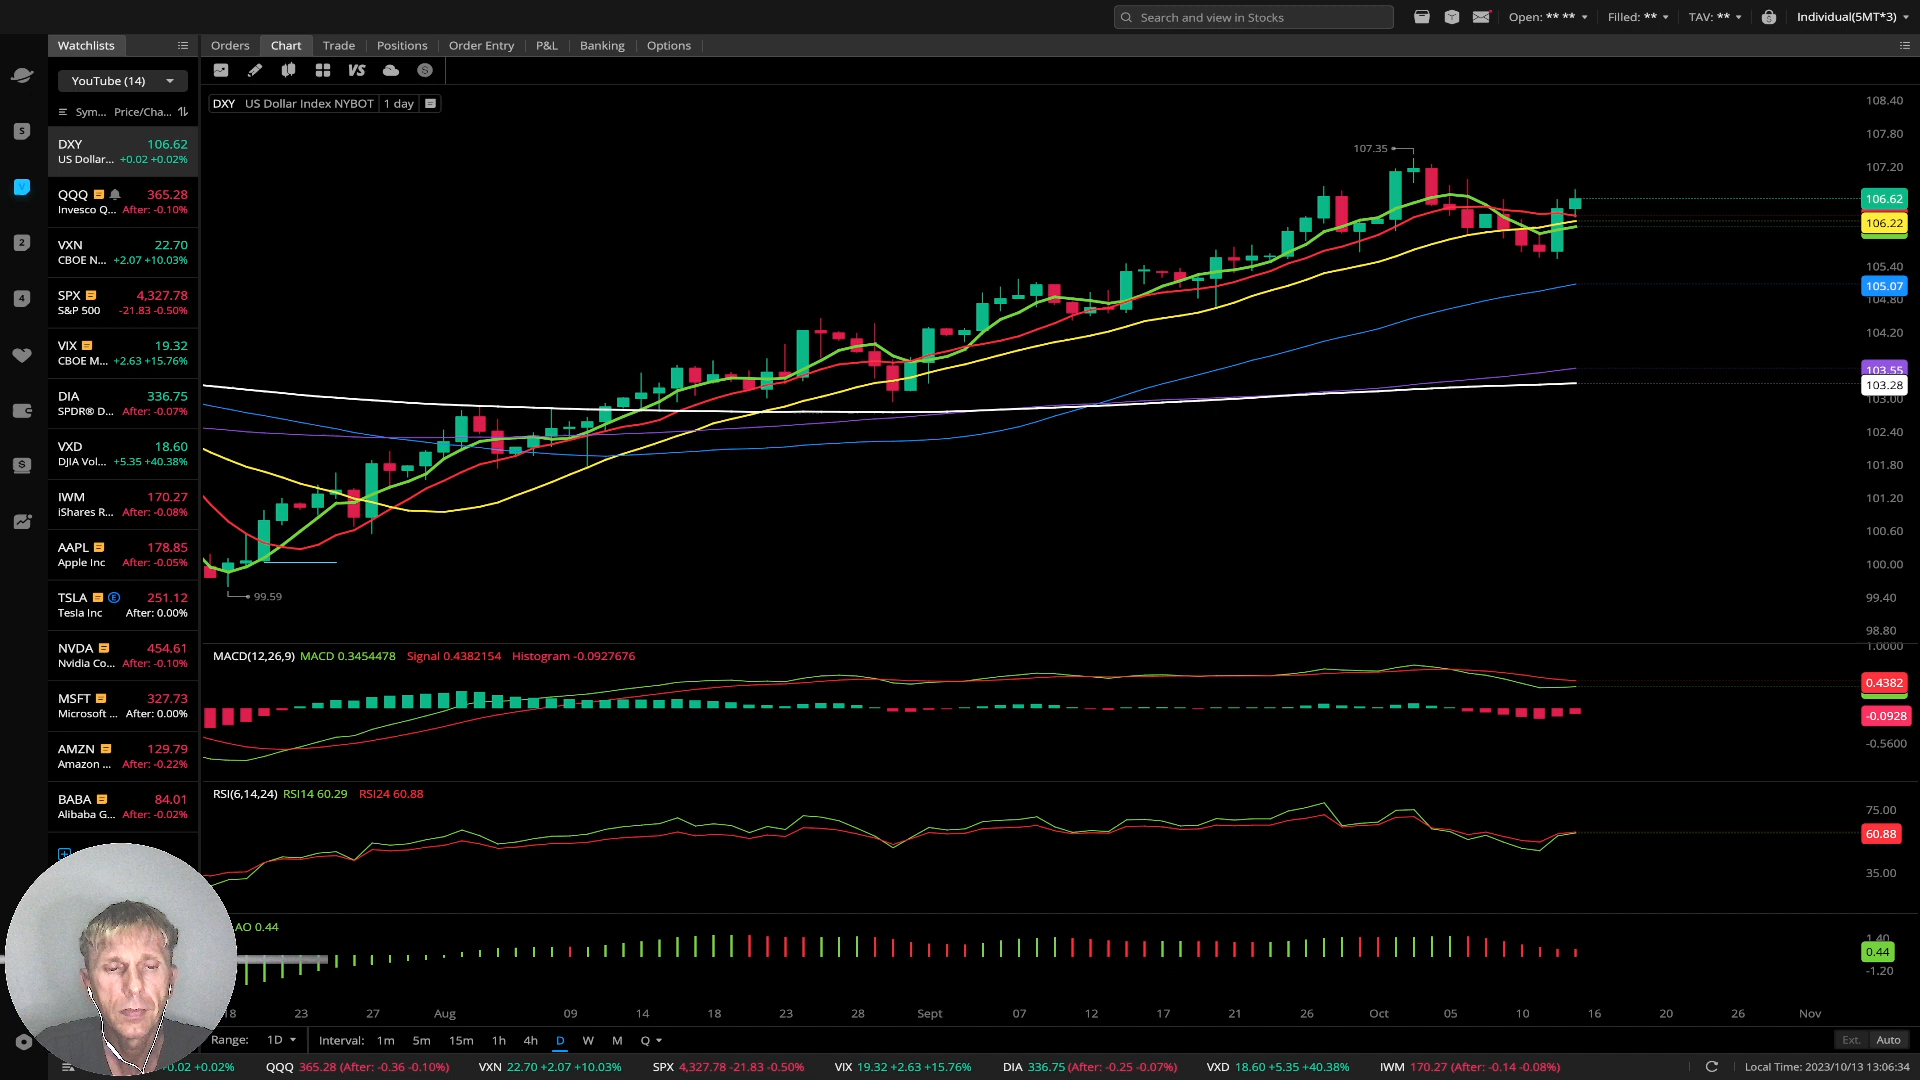 Search and view in Stocks
Open: ** **
Filled: **
TAV: **
Individual(5MT*3)
Watchlists
Orders
Chart
Trade
Positions
Order Entry
P&L
Banking
Options
YouTube (14)
VS
S
Sym... Price/Cha...
DXY US Dollar Index NYBOT 1 day
DXY 106.62
US Dollar... +0.02 +0.02%
QQQ 365.28
Invesco Q... After: -0.10%
VXN 22.70
CBOE N... +2.07 +10.03%
SPX 4,327.78
S&P 500 -21.83 -0.50%
VIX 19.32
CBOE M... +2.63 +15.76%
DIA 336.75
SPDR® D... After: -0.07%
VXD 18.60
DJIA Vol... +5.35 +40.38%
IWM 170.27
iShares R... After: -0.08%
AAPL 178.85
Apple Inc After: -0.05%
TSLA E 251.12
Tesla Inc After: 0.00%
NVDA 454.61
Nvidia Co... After: -0.10%
MSFT 327.73
Microsoft ... After: 0.00%
AMZN 129.79
Amazon ... After: -0.22%
BABA 84.01
Alibaba G... After: -0.02%
S
V
2
4
$
107.35
99.59
108.40
107.80
107.20
106.62
106.22
105.40
105.07
104.80
104.20
103.55
103.28
103.00
102.40
101.80
101.20
100.60
100.00
99.40
98.80
MACD(12,26,9) MACD 0.3454478 Signal 0.4382154 Histogram -0.0927676
1.0000
0.4382
-0.0928
-0.5600
RSI(6,14,24) RSI14 60.29 RSI24 60.88
75.00
60.88
35.00
AO 0.44
1.40
0.44
-1.20
18 23 27 Aug 09 14 18 23 28 Sept 07 12 17 21 26 Oct 05 10 16 20 26 Nov
Range: 1D Interval: 1m 5m 15m 1h 4h D W M Q
Ext. Auto
+0.02 +0.02% QQQ 365.28 (After: -0.36 -0.10%) VXN 22.70 +2.07 +10.03% SPX 4,327.78 -21.83 -0.50% VIX 19.32 +2.63 +15.76% DIA 336.75 (After: -0.25 -0.07%) VXD 18.60 +5.35 +40.38% IWM 170.27 (After: -0.14 -0.08%)
Local Time: 2023/10/13 13:06:34